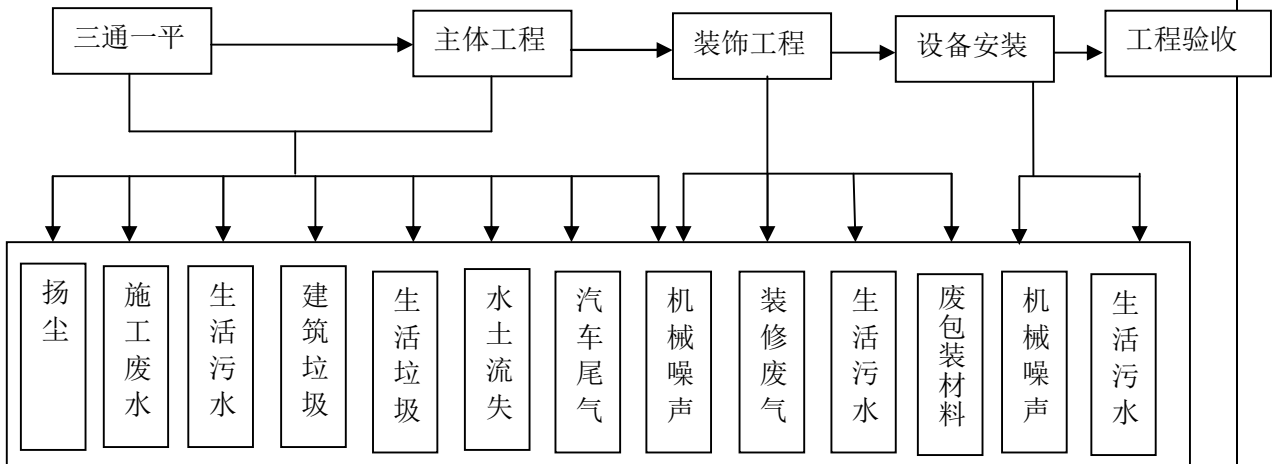 三通一平
主体工程
装饰工程
设备安装
工程验收
扬尘
施工废水
生活污水
建筑垃圾
生活垃圾
水土流失
汽车尾气
机械噪声
装修废气
生活污水
废包装材料
机械噪声
生活污水